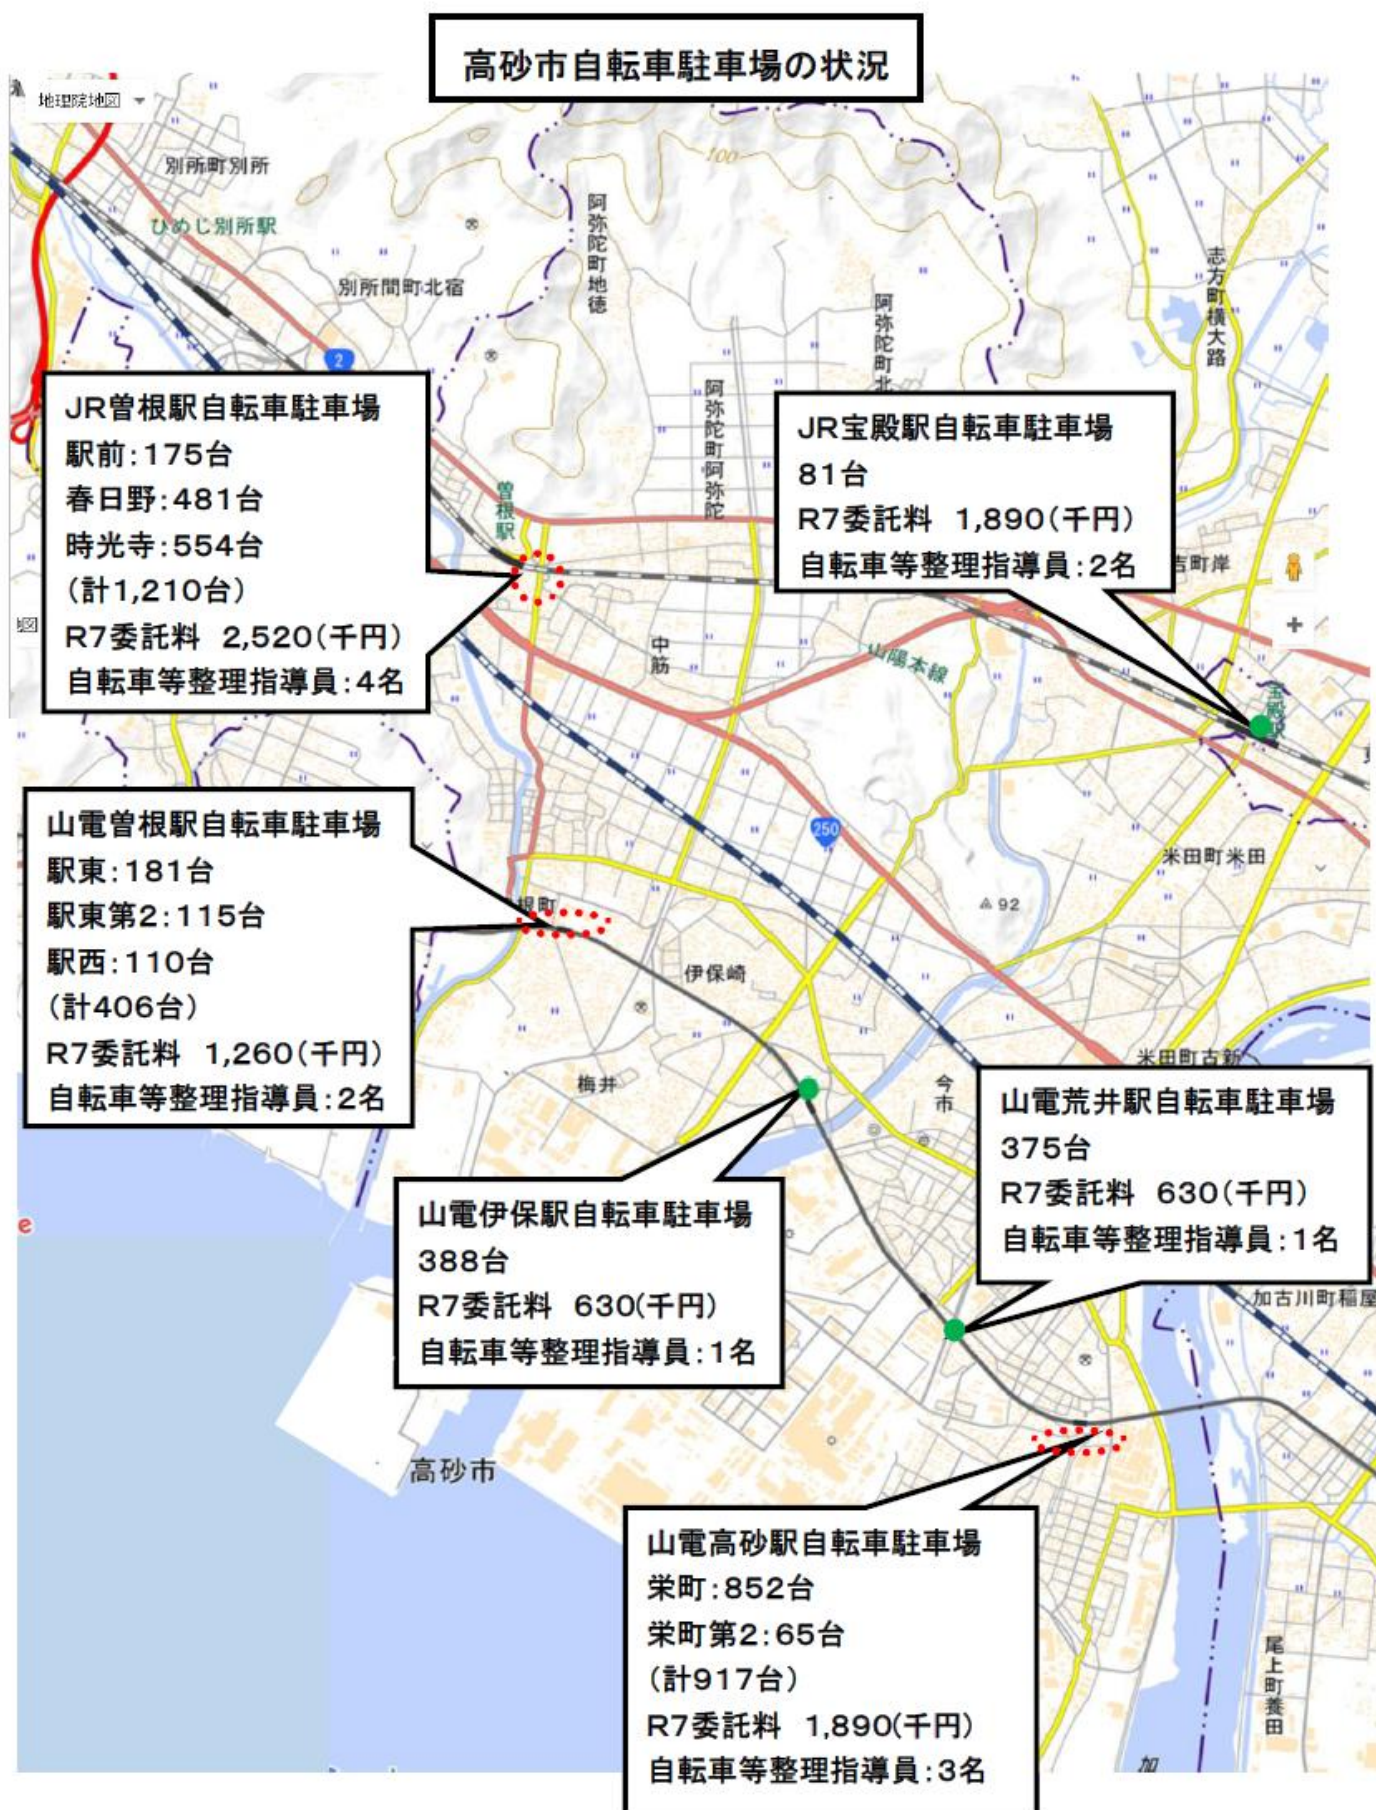 高砂市自転車駐車場の状況
地理院地図
別所町別所
ひめじ別所駅
別所間町北宿
阿弥陀町地徳
100
志方町横大路
阿弥陀町北
阿弥陀町阿弥陀
2
JR曽根駅自転車駐車場
駅前:175台
春日野:481台
時光寺:554台
(計1,210台)
R7委託料 2,520(千円)
自転車等整理指導員:4名
曽根駅
JR宝殿駅自転車駐車場
81台
R7委託料 1,890(千円)
自転車等整理指導員:2名
吉町岸
中筋
山陽本線
宝殿駅
山電曽根駅自転車駐車場
駅東:181台
駅東第2:115台
駅西:110台
(計406台)
R7委託料 1,260(千円)
自転車等整理指導員:2名
250
米田町米田
92
根町
伊保崎
米田町古新
梅井
今市
山電荒井駅自転車駐車場
375台
R7委託料 630(千円)
自転車等整理指導員:1名
山電伊保駅自転車駐車場
388台
R7委託料 630(千円)
自転車等整理指導員:1名
e
加古川町稲屋
高砂市
山電高砂駅自転車駐車場
栄町:852台
栄町第2:65台
(計917台)
R7委託料 1,890(千円)
自転車等整理指導員:3名
尾上町養田
加